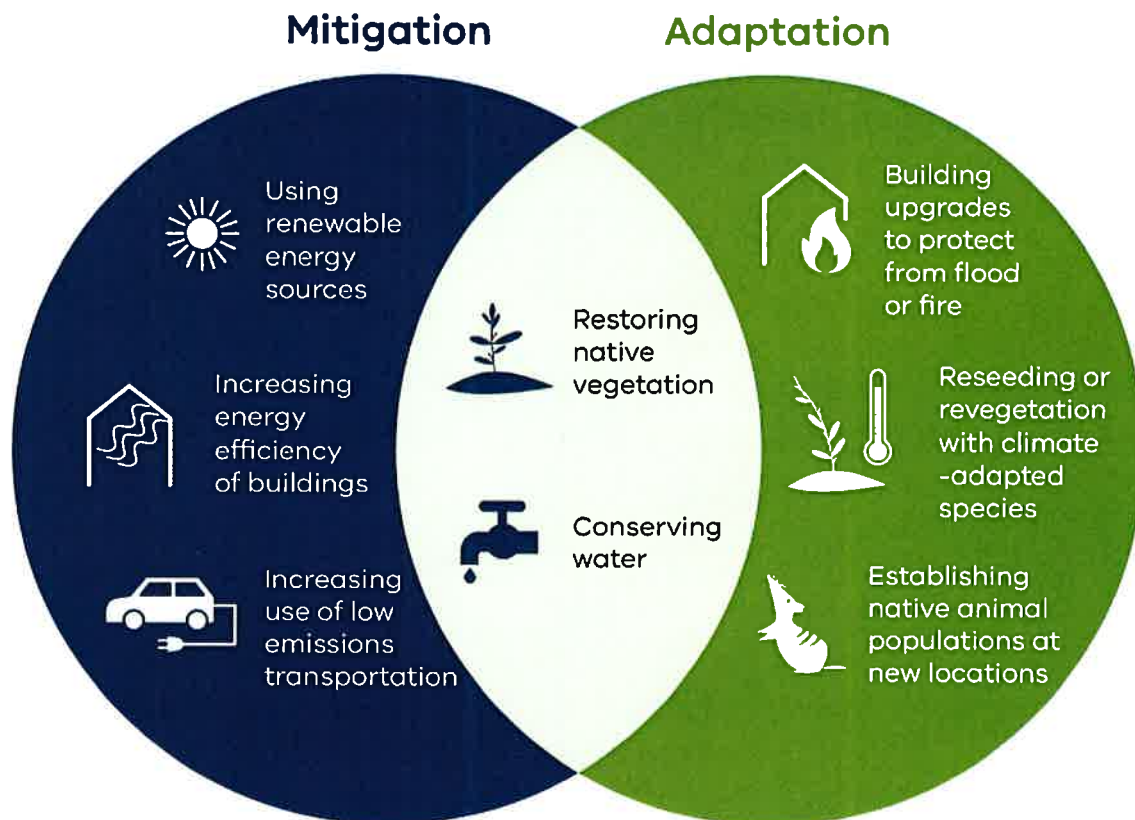 Mitigation
Adaptation
Using
renewable
energy
sources
Increasing
energy
efficiency
of buildings
Increasing
use of low
emissions
transportation
Restoring
native
vegetation
Conserving
water
Building
upgrades
to protect
from flood
or fire
Reseeding or
revegetation
with climate
-adapted
species
Establishing
native animal
populations at
new locations